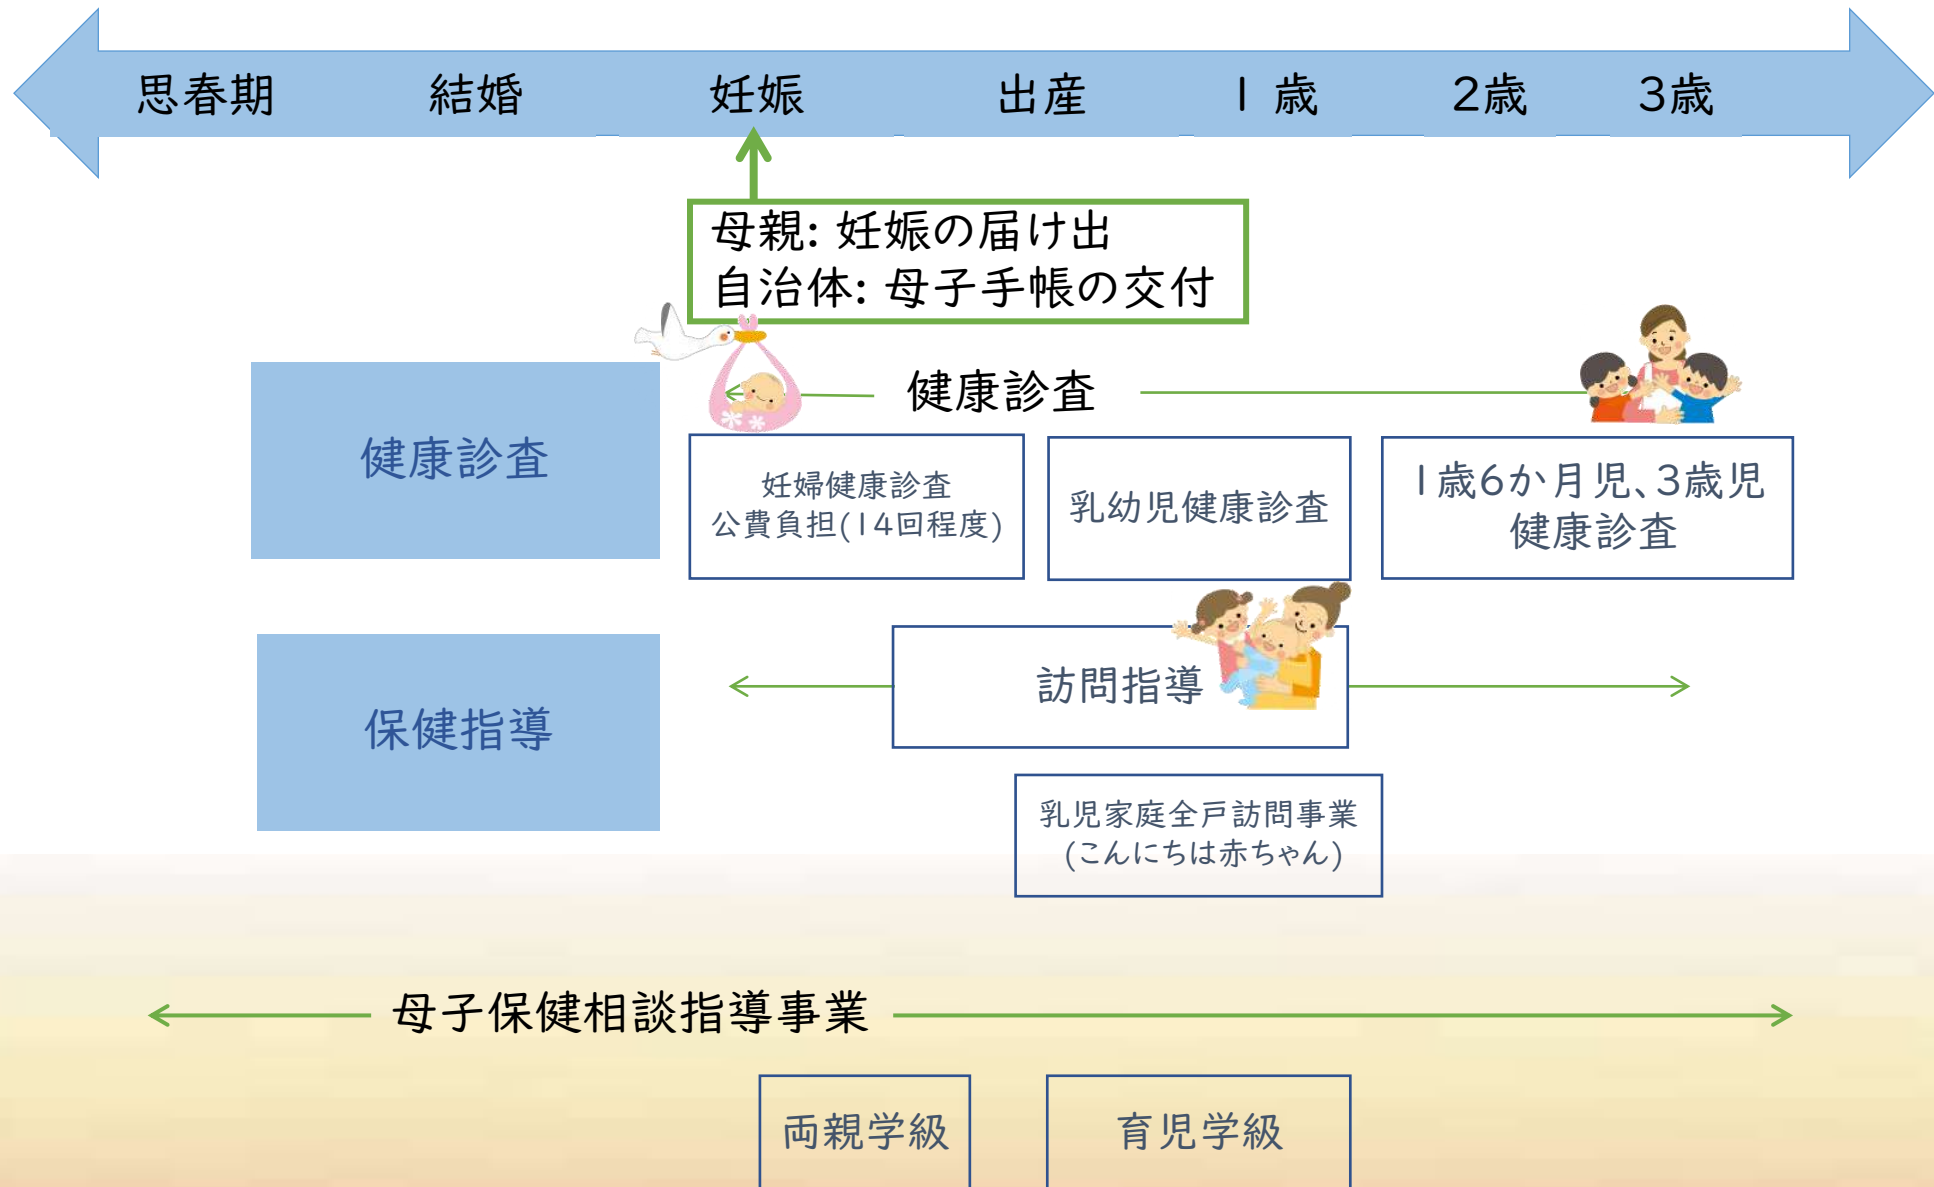 思春期 結婚 妊娠 出産 1歳 2歳 3歳
母親: 妊娠の届け出
自治体: 母子手帳の交付
健康診査
健康診査
妊婦健康診査
公費負担(14回程度)
乳幼児健康診査
1歳6か月児、3歳児
健康診査
保健指導
訪問指導
乳児家庭全戸訪問事業
(こんにちは赤ちゃん)
母子保健相談指導事業
両親学級
育児学級